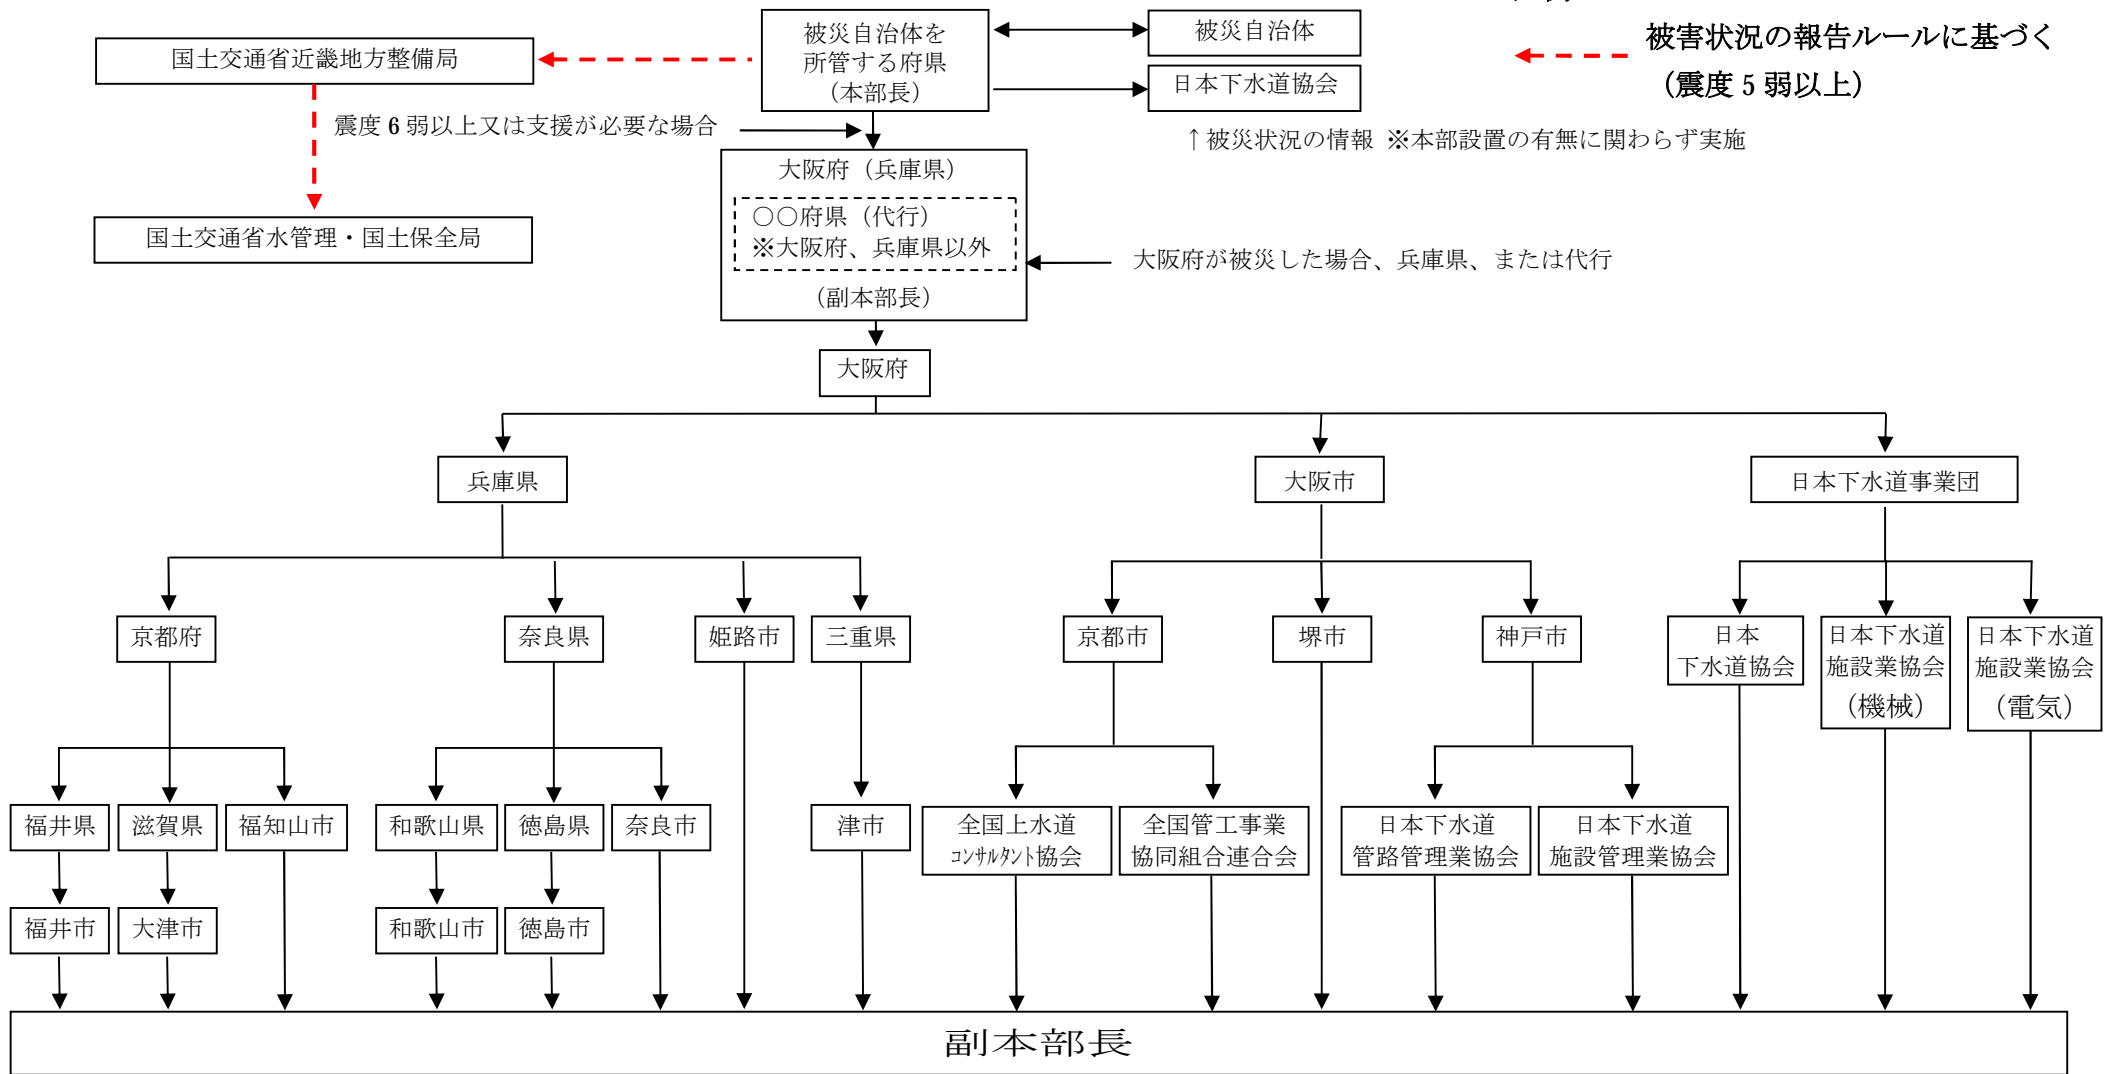 被災自治体を
所管する府県
（本部長）
被災自治体
日本下水道協会
国土交通省近畿地方整備局
被害状況の報告ルールに基づく
（震度 5 弱以上）
震度 6 弱以上又は支援が必要な場合
↑被災状況の情報 ※本部設置の有無に関わらず実施
国土交通省水管理・国土保全局
大阪府（兵庫県）
○○府県（代行）
※大阪府、兵庫県以外
（副本部長）
大阪府が被災した場合、兵庫県、または代行
大阪府
兵庫県
大阪市
日本下水道事業団
京都府
奈良県
姫路市
三重県
京都市
堺市
神戸市
日本
下水道協会
日本下水道
施設業協会
（機械）
日本下水道
施設業協会
（電気）
福井県
滋賀県
福知山市
和歌山県
徳島県
奈良市
津市
全国上水道
ｺﾝｻﾙﾀﾝﾄ協会
全国管工事業
協同組合連合会
日本下水道
管路管理業協会
日本下水道
施設管理業協会
福井市
大津市
和歌山市
徳島市
副本部長